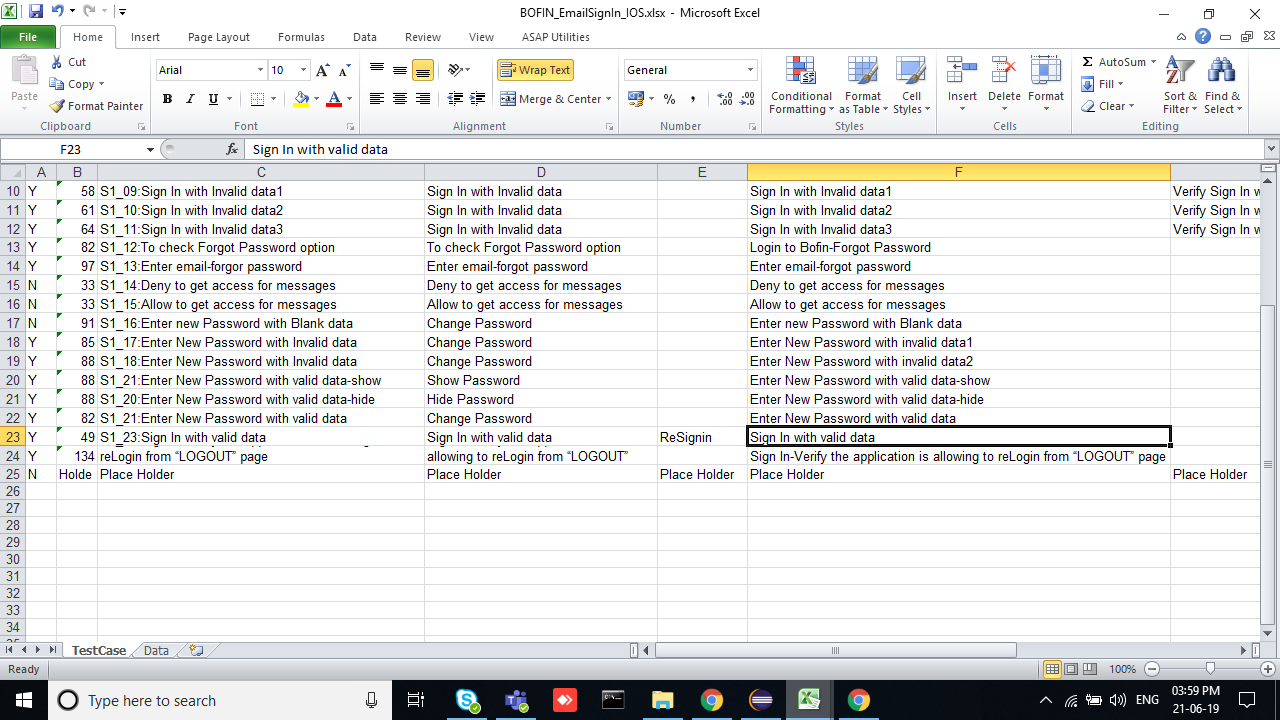 BOFIN_EmailSignIn_IOS.xlsx - Microsoft Excel
File Home Insert Page Layout Formulas Data Review View ASAP Utilities
Paste Cut Copy Format Painter Clipboard
Arial 10 A A B I U A Font
Wrap Text Merge & Center Alignment
General % , .00 Number
Conditional Formatting Format as Table Cell Styles Styles
Insert Delete Format Cells
Σ AutoSum Fill Clear Sort & Filter Find & Select Editing
F23 fx Sign In with valid data
A B C D E F
10 Y 58 S1_09:Sign In with Invalid data1 Sign In with Invalid data Sign In with Invalid data1 Verify Sign In w
11 Y 61 S1_10:Sign In with Invalid data2 Sign In with Invalid data Sign In with Invalid data2 Verify Sign In w
12 Y 64 S1_11:Sign In with Invalid data3 Sign In with Invalid data Sign In with Invalid data3 Verify Sign In w
13 Y 82 S1_12:To check Forgot Password option To check Forgot Password option Login to Bofin-Forgot Password
14 Y 97 S1_13:Enter email-forgor password Enter email-forgot password Enter email-forgot password
15 N 33 S1_14:Deny to get access for messages Deny to get access for messages Deny to get access for messages
16 N 33 S1_15:Allow to get access for messages Allow to get access for messages Allow to get access for messages
17 N 91 S1_16:Enter new Password with Blank data Change Password Enter new Password with Blank data
18 Y 85 S1_17:Enter New Password with Invalid data Change Password Enter New Password with invalid data1
19 Y 88 S1_18:Enter New Password with Invalid data Change Password Enter New Password with invalid data2
20 Y 88 S1_21:Enter New Password with valid data-show Show Password Enter New Password with valid data-show
21 Y 88 S1_20:Enter New Password with valid data-hide Hide Password Enter New Password with valid data-hide
22 Y 82 S1_21:Enter New Password with valid data Change Password Enter New Password with valid data
23 Y 49 S1_23:Sign In with valid data Sign In with valid data ReSignin Sign In with valid data
24 Y 134 reLogin from “LOGOUT” page allowing to reLogin from “LOGOUT” Sign In-Verify the application is allowing to reLogin from “LOGOUT” page
25 N Holde Place Holder Place Holder Place Holder Place Holder Place Holder
26
27
28
29
30
31
32
33
34
TestCase Data
Ready 100%
Type here to search ENG 03:59 PM
21-06-19